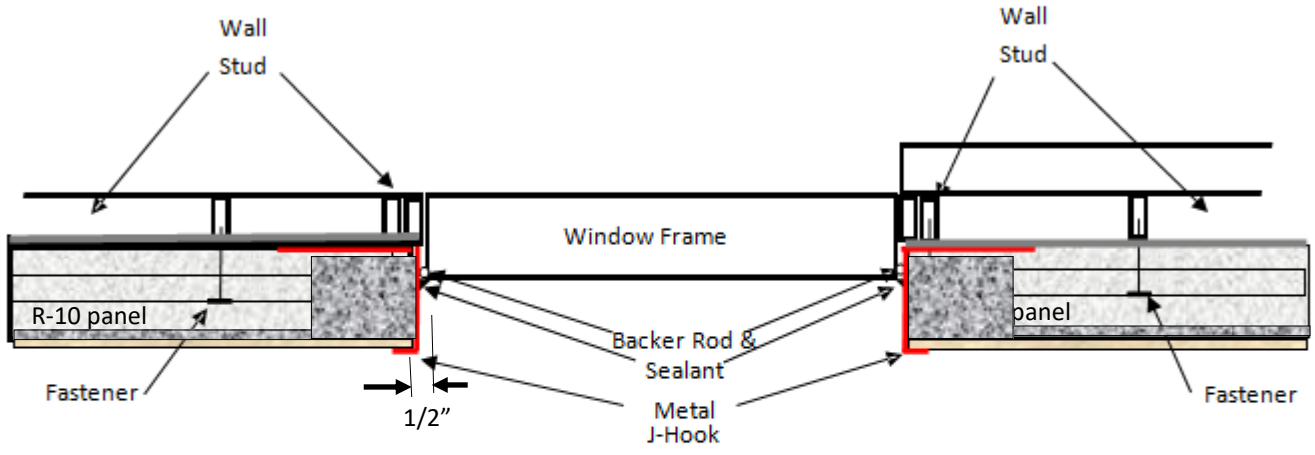 Wall
Stud
Wall
Stud
Window Frame
R-10 panel
panel
Backer Rod &
Sealant
Fastener
1/2”
Metal
J-Hook
Fastener